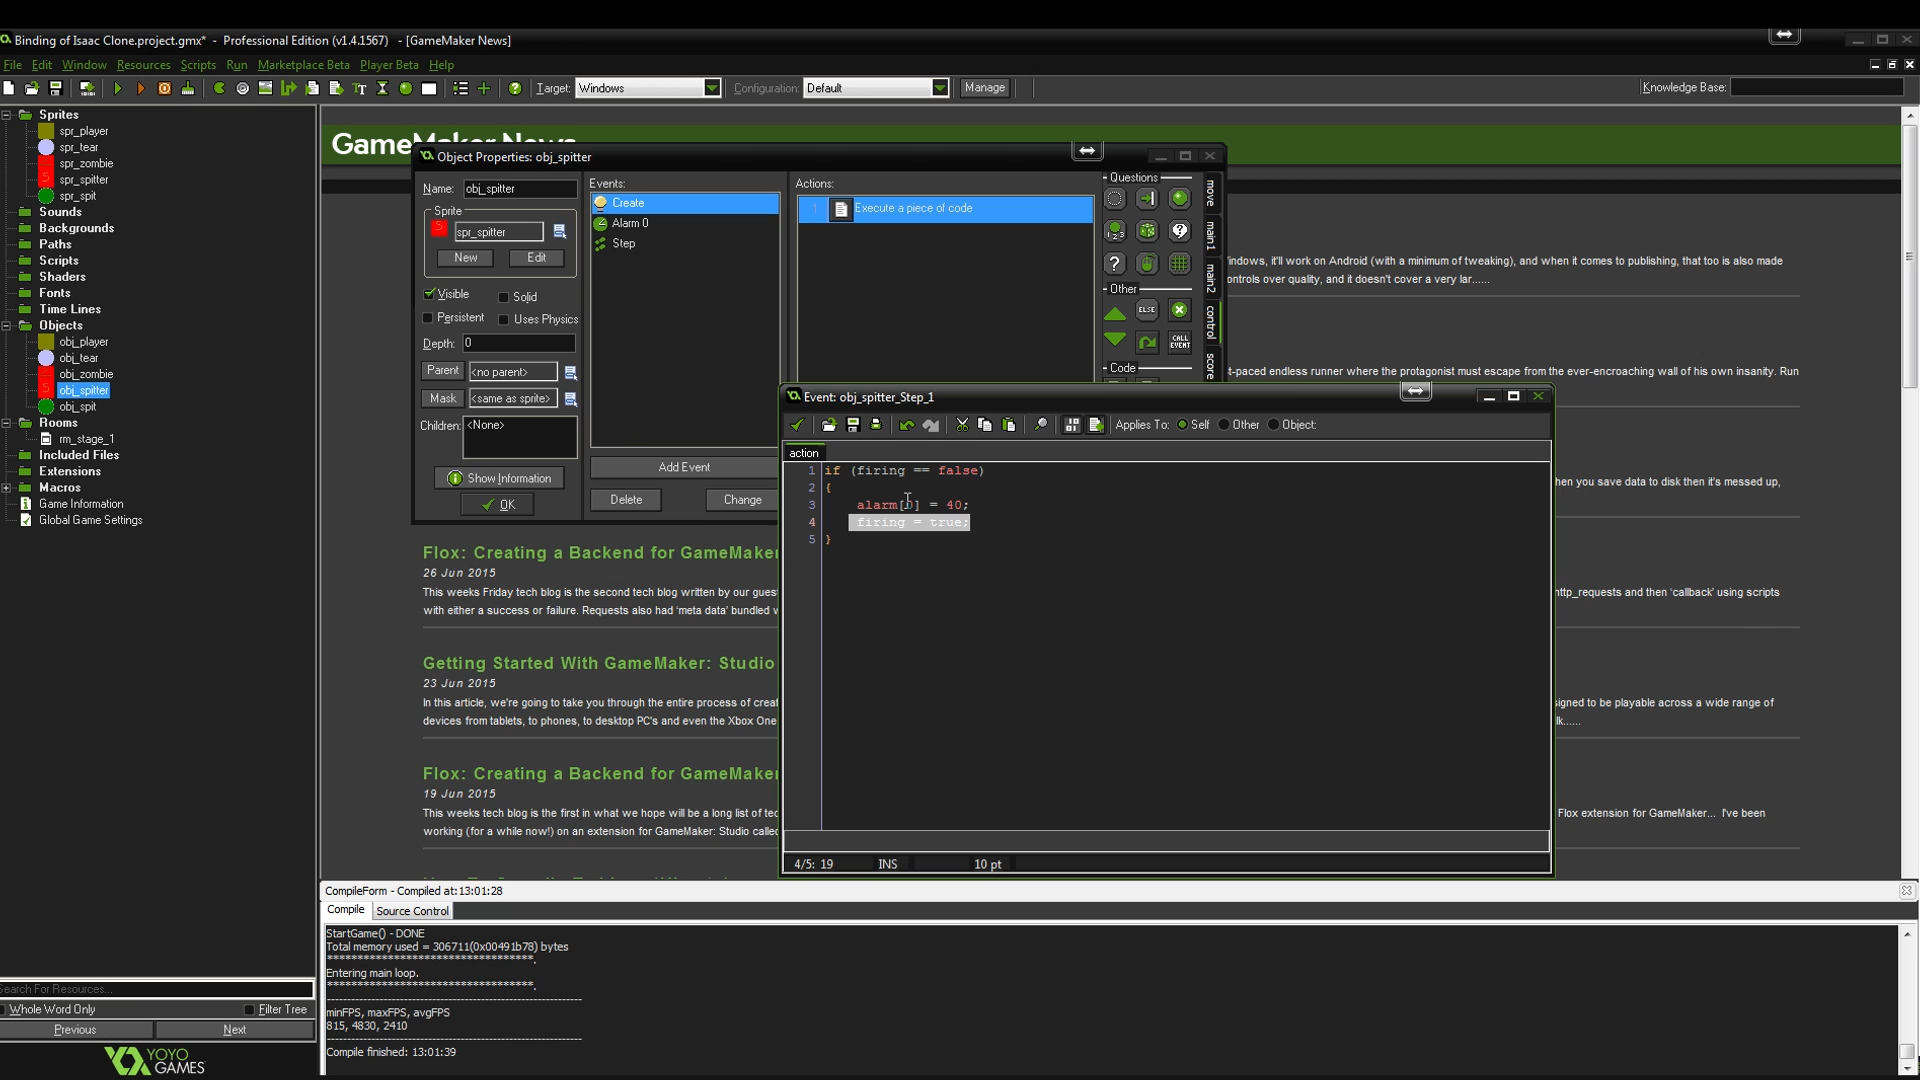 Binding of Isaac Clone.project.gmx* - Professional Edition (v1.4.1567) - [GameMaker News]
File Edit Window Resources Scripts Run Marketplace Beta Player Beta Help
Target: Windows Configuration: Default Manage Knowledge Base:
Sprites
spr_player
spr_tear
spr_zombie
spr_spitter
spr_spit
Sounds
Backgrounds
Paths
Scripts
Shaders
Fonts
Time Lines
Objects
obj_player
obj_tear
obj_zombie
obj_spitter
obj_spit
Rooms
rm_stage_1
Included Files
Extensions
Macros
Game Information
Global Game Settings
Search For Resources...
Whole Word Only Filter Tree
Previous Next
YOYO
GAMES
GameMaker News
Object Properties: obj_spitter
Name: obj_spitter
Sprite
spr_spitter
New Edit
Visible Solid
Persistent Uses Physics
Depth: 0
Parent <no parent>
Mask <same as sprite>
Children: <None>
Show Information
OK
Events:
Create
Alarm 0
Step
Add Event
Delete Change
Actions:
1 Execute a piece of code
Questions
Other
ELSE
CALL
EVENT
Code
move
main1
main2
control
score
indows, it'll work on Android (with a minimum of tweaking), and when it comes to publishing, that too is also made
ontrols over quality, and it doesn't cover a very lar......
t-paced endless runner where the protagonist must escape from the ever-encroaching wall of his own insanity. Run
Event: obj_spitter_Step_1
Applies To: Self Other Object:
action
1 if (firing == false)
2 {
3 alarm[0] = 40;
4 firing = true;
5 }
4/5: 19 INS 10 pt
hen you save data to disk then it's messed up,
Flox: Creating a Backend for GameMake
26 Jun 2015
This weeks Friday tech blog is the second tech blog written by our gues
with either a success or failure. Requests also had 'meta data' bundled w
http_requests and then 'callback' using scripts
Getting Started With GameMaker: Studio
23 Jun 2015
In this article, we're going to take you through the entire process of creat
devices from tablets, to phones, to desktop PC's and even the Xbox One
signed to be playable across a wide range of
lk......
Flox: Creating a Backend for GameMake
19 Jun 2015
This weeks tech blog is the first in what we hope will be a long list of tec
working (for a while now!) on an extension for GameMaker: Studio called
Flox extension for GameMaker... I've been
CompileForm - Compiled at:13:01:28
Compile Source Control
StartGame() - DONE
Total memory used = 306711(0x00491b78) bytes
**********************************.
Entering main loop.
**********************************.
minFPS, maxFPS, avgFPS
815, 4830, 2410
Compile finished: 13:01:39